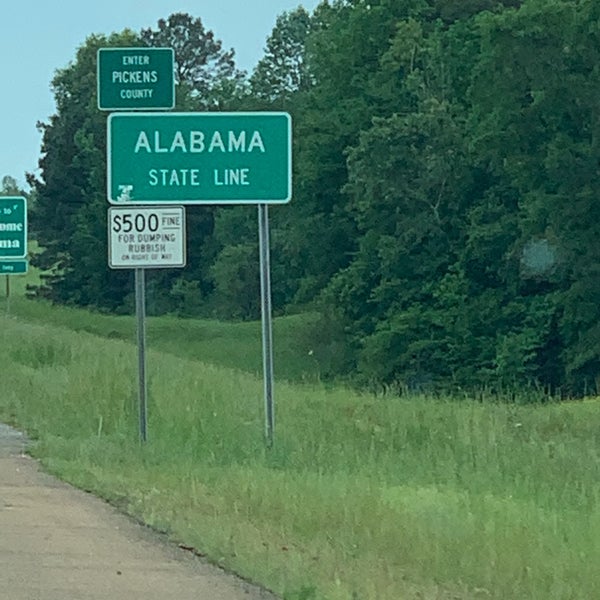 ENTER
PICKENS
COUNTY
ALABAMA
STATE LINE
$500 FINE
FOR DUMPING
RUBBISH
ON RIGHT OF WAY